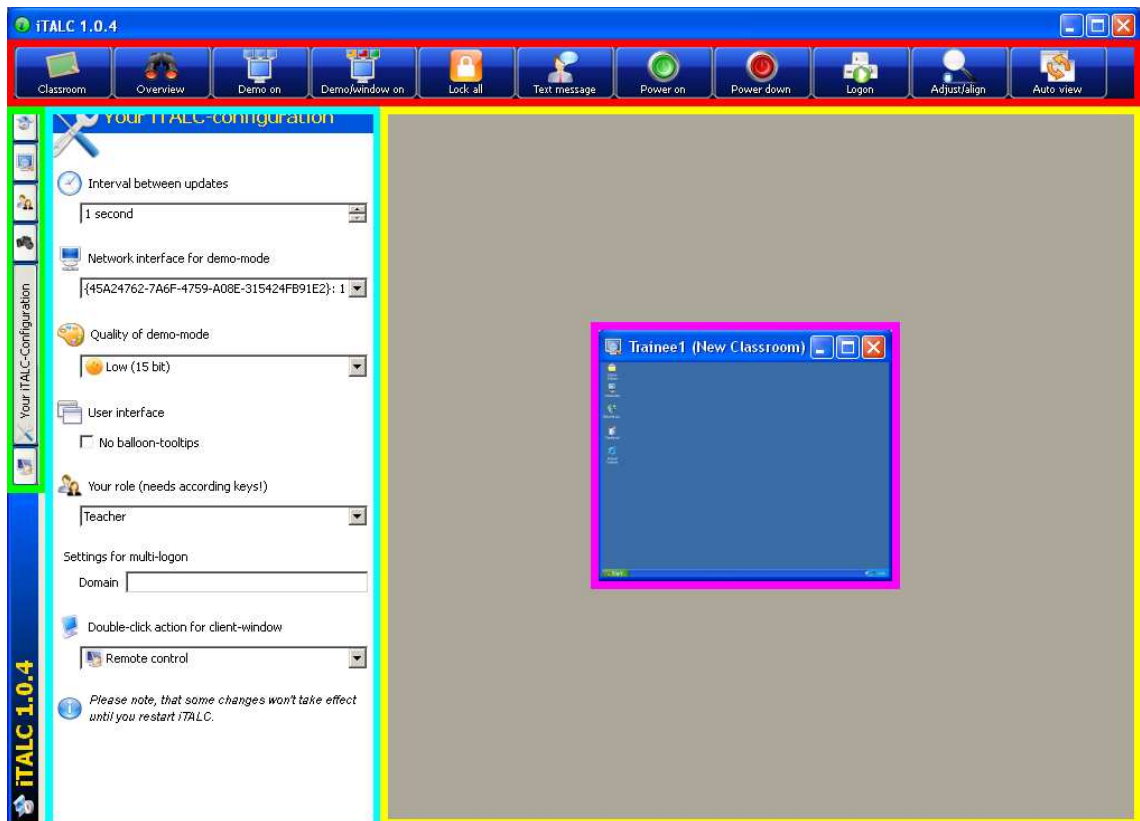 iTALC 1.0.4
Classroom
Overview
Demo on
Demo/window on
Lock all
Text message
Power on
Power down
Logon
Adjust/align
Auto view
Your iTALC-Configuration
iTALC 1.0.4
Your iTALC-configuration
Interval between updates
1 second
Network interface for demo-mode
{45A24762-7A6F-4759-A08E-315424FB91E2}: 1
Quality of demo-mode
Low (15 bit)
User interface
No balloon-tooltips
Your role (needs according keys!)
Teacher
Settings for multi-logon
Domain
Double-click action for client-window
Remote control
Please note, that some changes won't take effect
until you restart iTALC.
Trainee1 (New Classroom)